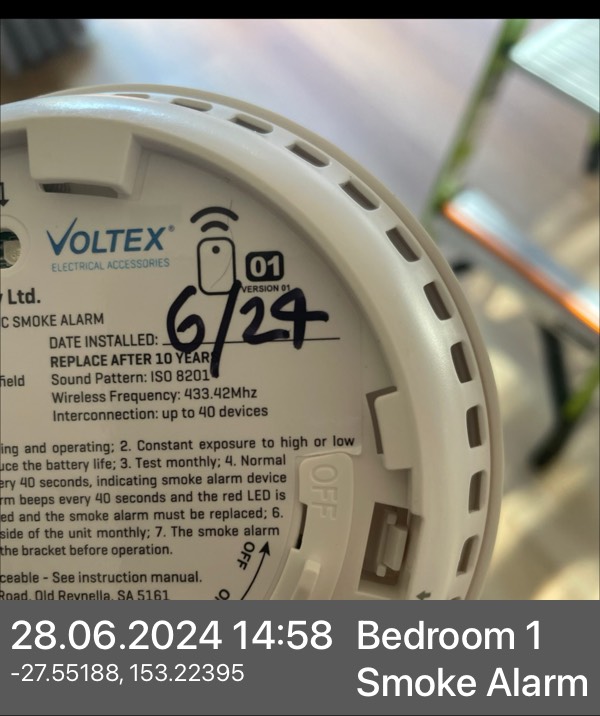 VOLTEX®
ELECTRICAL ACCESSORIES
01
VERSION 01
Ltd.
C SMOKE ALARM
6/24
DATE INSTALLED:
REPLACE AFTER 10 YEARS
field Sound Pattern: ISO 8201
Wireless Frequency: 433.42Mhz
Interconnection: up to 40 devices
ing and operating; 2. Constant exposure to high or low
uce the battery life; 3. Test monthly; 4. Normal
ery 40 seconds, indicating smoke alarm device
rm beeps every 40 seconds and the red LED is
ed and the smoke alarm must be replaced; 6.
side of the unit monthly; 7. The smoke alarm
the bracket before operation.
ceable - See instruction manual.
Road, Old Reynella, SA 5161
OFF
OFF
28.06.2024 14:58
-27.55188, 153.22395
Bedroom 1
Smoke Alarm